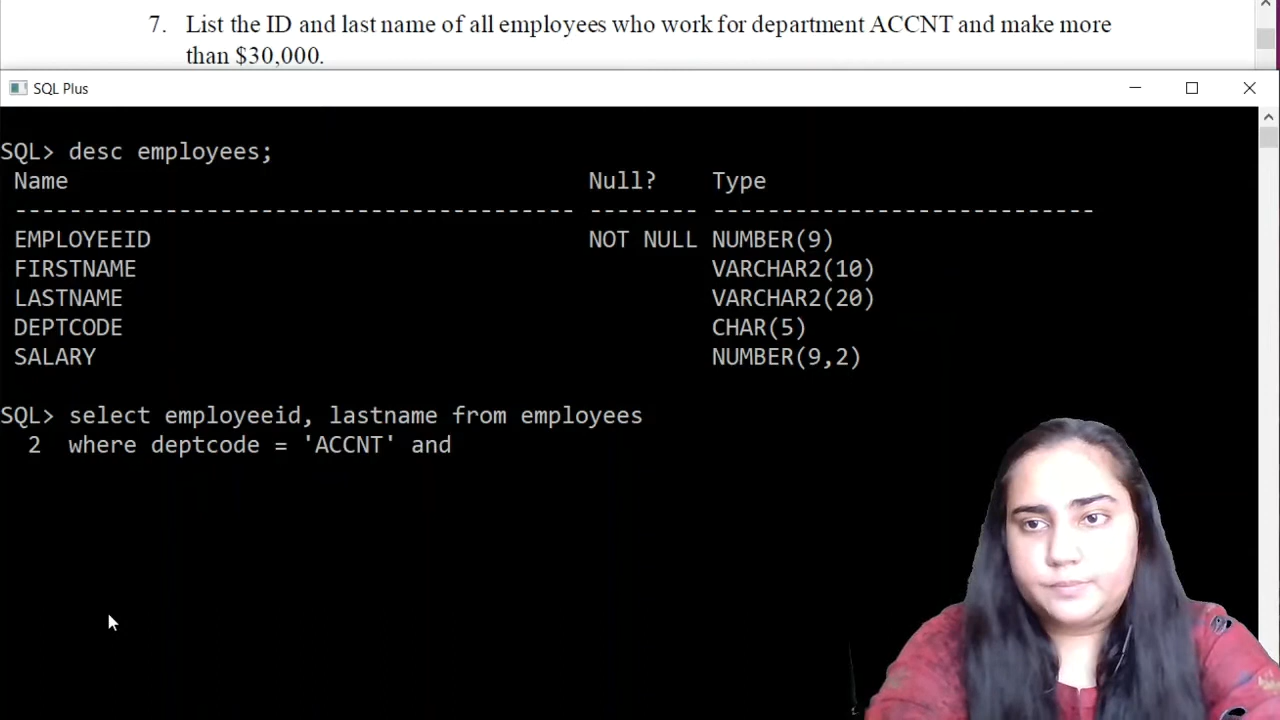 7. List the ID and last name of all employees who work for department ACCNT and make more
than $30,000.
SQL Plus
SQL> desc employees;
Name Null? Type
----------------------------------------- -------- ----------------------------
EMPLOYEEID NOT NULL NUMBER(9)
FIRSTNAME VARCHAR2(10)
LASTNAME VARCHAR2(20)
DEPTCODE CHAR(5)
SALARY NUMBER(9,2)
SQL> select employeeid, lastname from employees
2 where deptcode = 'ACCNT' and